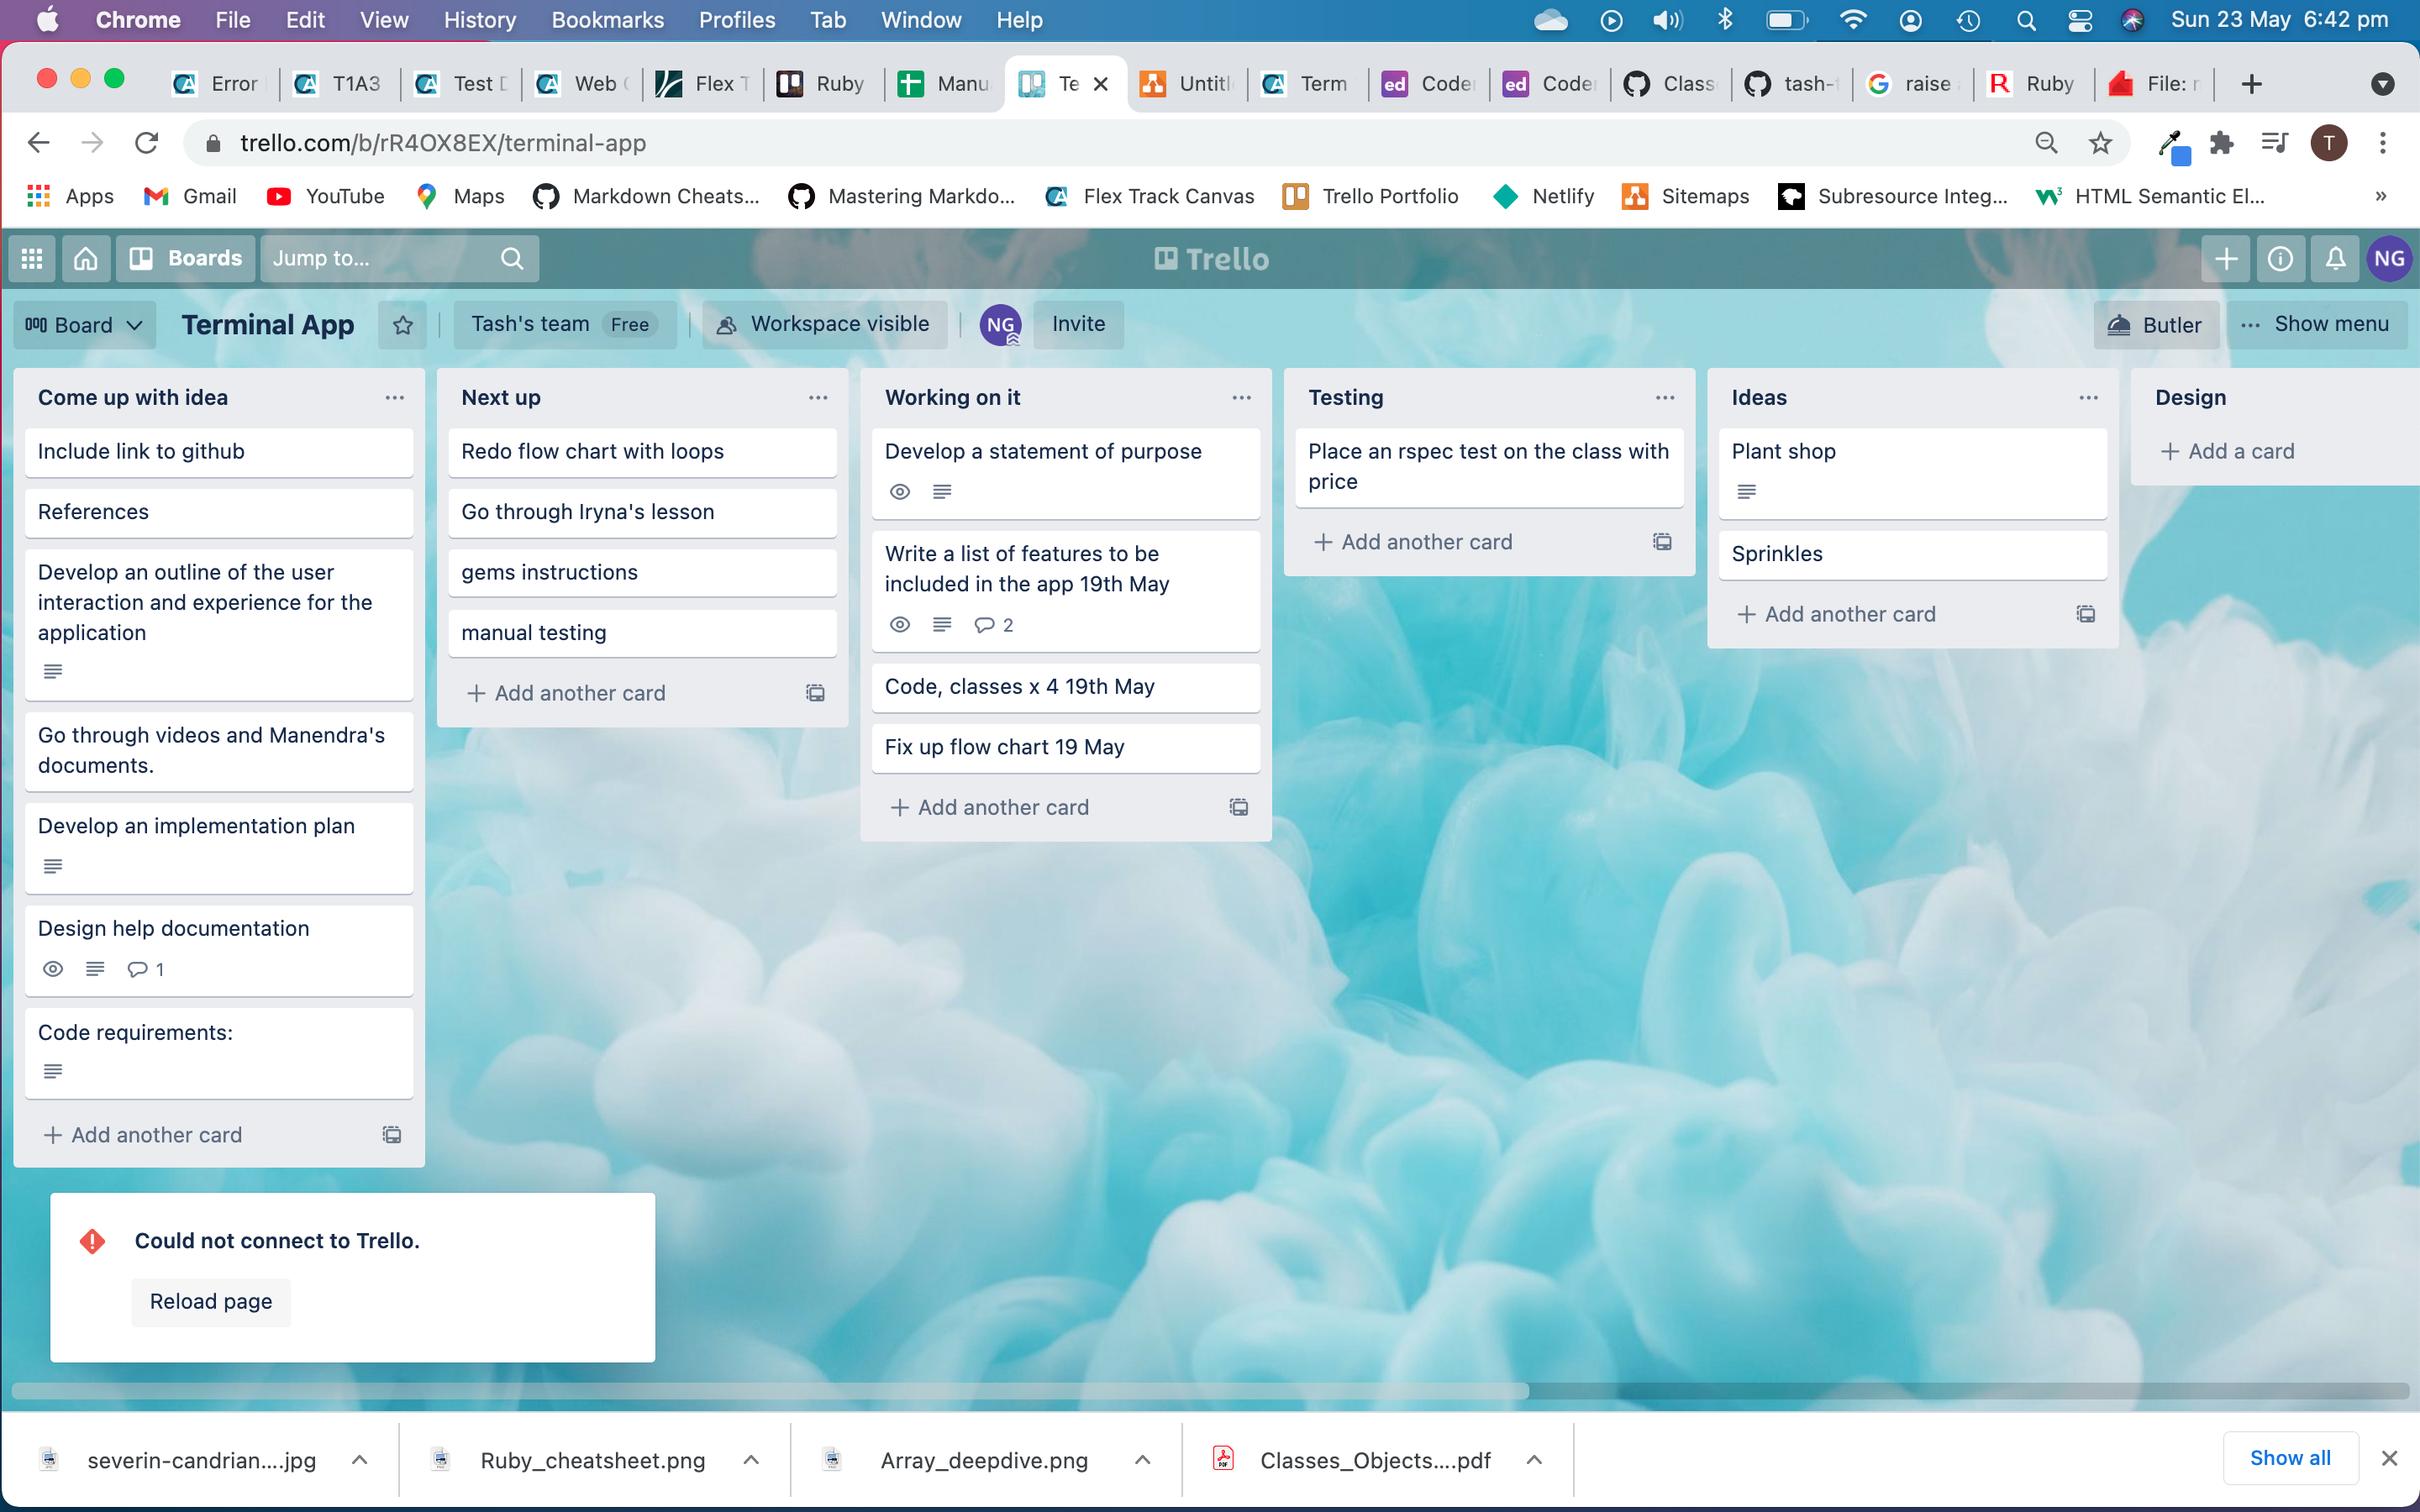 Chrome File Edit View History Bookmarks Profiles Tab Window Help Sun 23 May 6:42 pm
Error T1A3 Test Web Flex Ruby Manu Te Untitl Term ed Coder ed Coder Class tash- raise R Ruby File:
trello.com/b/rR4OX8EX/terminal-app T
Apps Gmail YouTube Maps Markdown Cheats... Mastering Markdo... Flex Track Canvas Trello Portfolio Netlify Sitemaps Subresource Integ... HTML Semantic El... »
Boards Jump to... Trello NG
Board Terminal App Tash's team Free Workspace visible NG Invite Butler ... Show menu
Come up with idea
Include link to github
References
Develop an outline of the user
interaction and experience for the
application
Go through videos and Manendra's
documents.
Develop an implementation plan
Design help documentation
1
Code requirements:
+ Add another card
Next up
Redo flow chart with loops
Go through Iryna's lesson
gems instructions
manual testing
+ Add another card
Working on it
Develop a statement of purpose
Write a list of features to be
included in the app 19th May
2
Code, classes x 4 19th May
Fix up flow chart 19 May
+ Add another card
Testing
Place an rspec test on the class with
price
+ Add another card
Ideas
Plant shop
Sprinkles
+ Add another card
Design
+ Add a card
Could not connect to Trello.
Reload page
severin-candrian....jpg Ruby_cheatsheet.png Array_deepdive.png Classes_Objects....pdf Show all